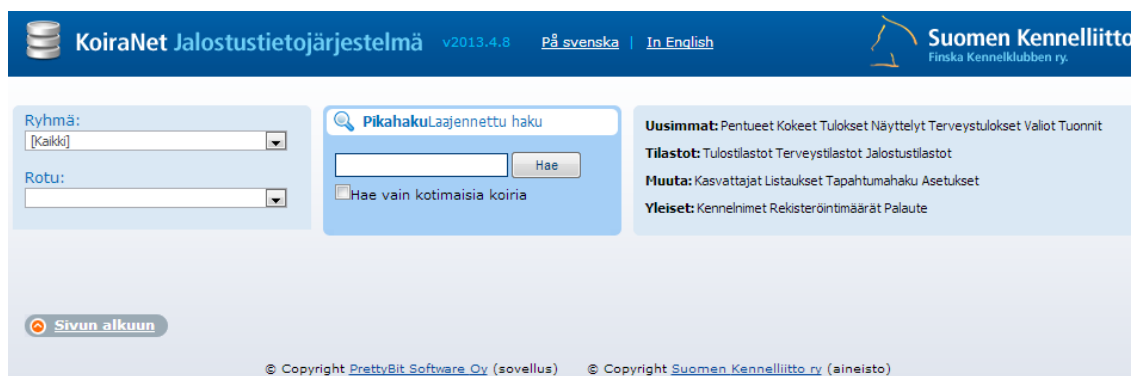 KoiraNet Jalostustietojärjestelmä v2013.4.8 På svenska | In English
Suomen Kennelliitto
Finska Kennelklubben ry.
Ryhmä:
[Kaikki]
Rotu:
PikahakuLaajennettu haku
Hae
Hae vain kotimaisia koiria
Uusimmat: Pentueet Kokeet Tulokset Näyttelyt Terveystulokset Valiot Tuonnit
Tilastot: Tulostilastot Terveystilastot Jalostustilastot
Muuta: Kasvattajat Listaukset Tapahtumahaku Asetukset
Yleiset: Kennelnimet Rekisteröintimäärät Palaute
Sivun alkuun
© Copyright PrettyBit Software Oy (sovellus) © Copyright Suomen Kennelliitto ry (aineisto)